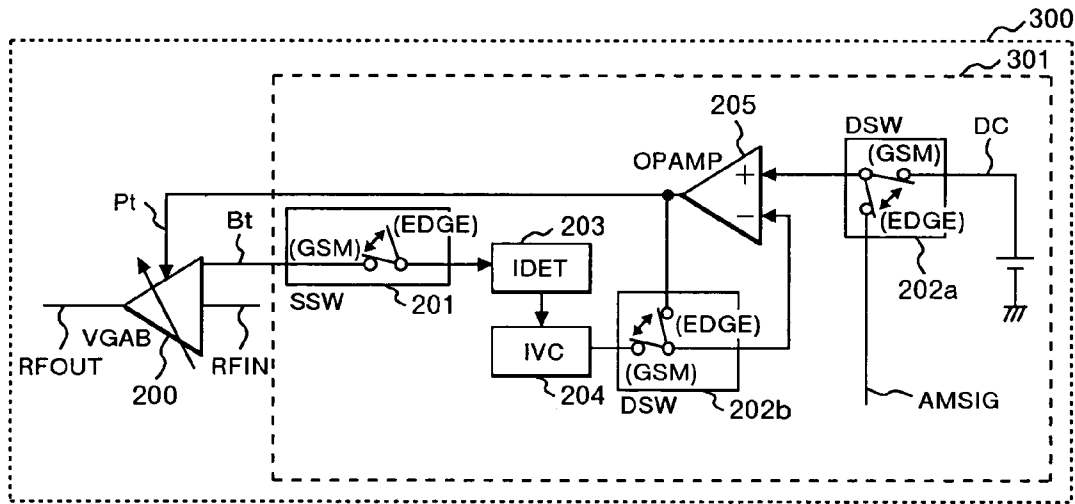 300
301
205
DSW
DC
OPAMP
(GSM)
+
Pt
Bt
(EDGE)
203
−
(EDGE)
(GSM)
IDET
SSW
201
202a
VGAB
(EDGE)
IVC
RFOUT
RFIN
(GSM)
200
204
DSW
202b
AMSIG